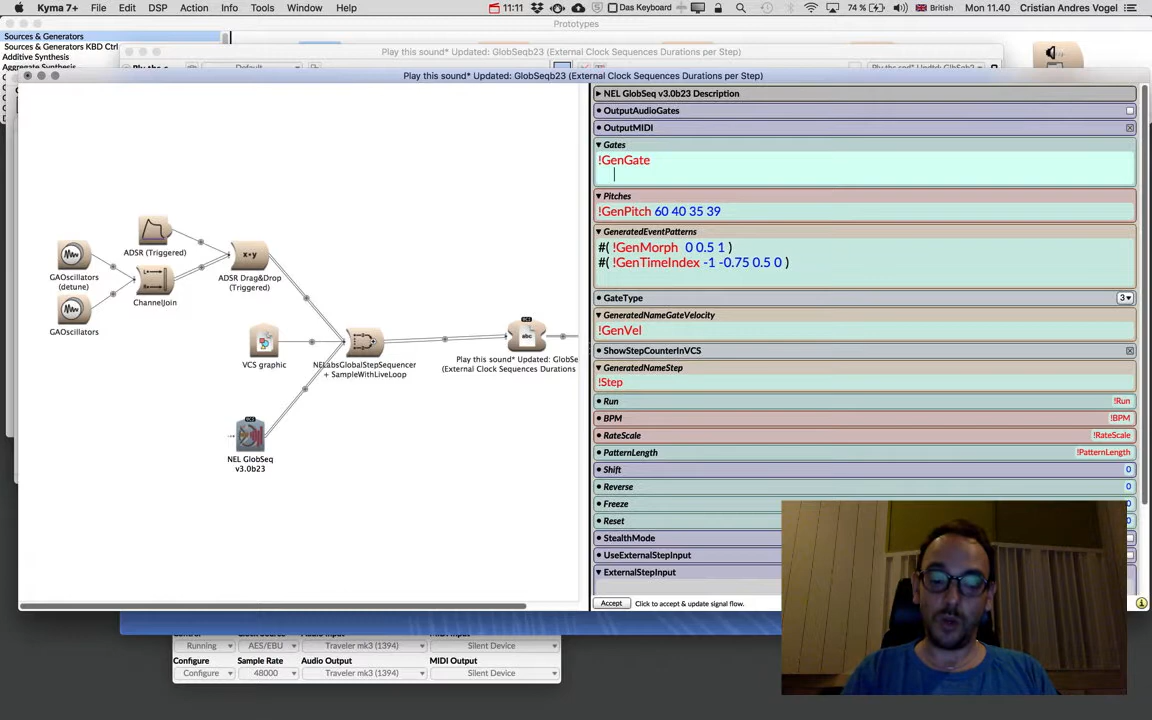 Kyma 7+ File Edit DSP Action Info Tools Window Help 11:11 Das Keyboard 74 % British Mon 11.40 Cristian Andres Vogel
Prototypes
Sources & Generators
Sources & Generators KBD Ctrl
Additive Synthesis
Play this sound* Updated: GlobSeqb23 (External Clock Sequences Durations per Step)
Default
Play this sound* Updated: GlobSeqb23 (External Clock Sequences Durations per Step)
NEL GlobSeq v3.0b23 Description
OutputAudioGates
OutputMIDI
Gates
!GenGate
Pitches
!GenPitch 60 40 35 39
GeneratedEventPatterns
#( !GenMorph 0 0.5 1 )
#( !GenTimeIndex -1 -0.75 0.5 0 )
GateType 3
GeneratedNameGateVelocity
!GenVel
ShowStepCounterInVCS
GeneratedNameStep
!Step
Run !Run
BPM !BPM
RateScale !RateScale
PatternLength !PatternLength
Shift 0
Reverse 0
Freeze 0
Reset 0
StealthMode
UseExternalStepInput
ExternalStepInput
Accept Click to accept & update signal flow.
ADSR (Triggered)
GAOscillators
(detune)
ChannelJoin
GAOscillators
x+y
ADSR Drag&Drop
(Triggered)
VCS graphic
NELabsGlobalStepSequencer
+ SampleWithLiveLoop
abc
Play this sound* Updated: GlobSe
(External Clock Sequences Durations
NEL GlobSeq
v3.0b23
Running AES/EBU Traveler mk3 (1394) Silent Device
Configure Sample Rate Audio Output MIDI Output
Configure 48000 Traveler mk3 (1394) Silent Device